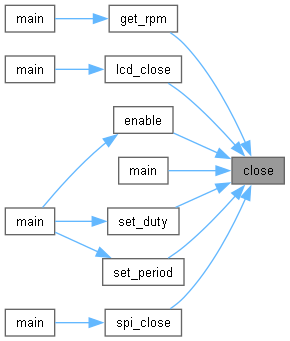 main
get_rpm
main
lcd_close
enable
main
close
main
set_duty
set_period
main
spi_close